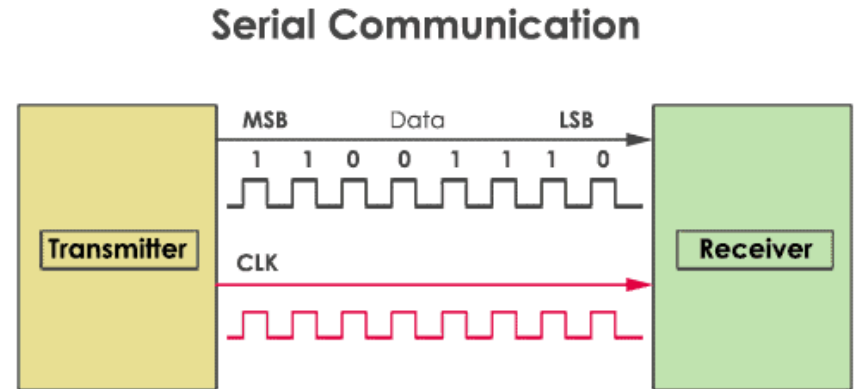 Serial Communication
MSB Data LSB
1 1 0 0 1 1 1 0
Transmitter
Receiver
CLK